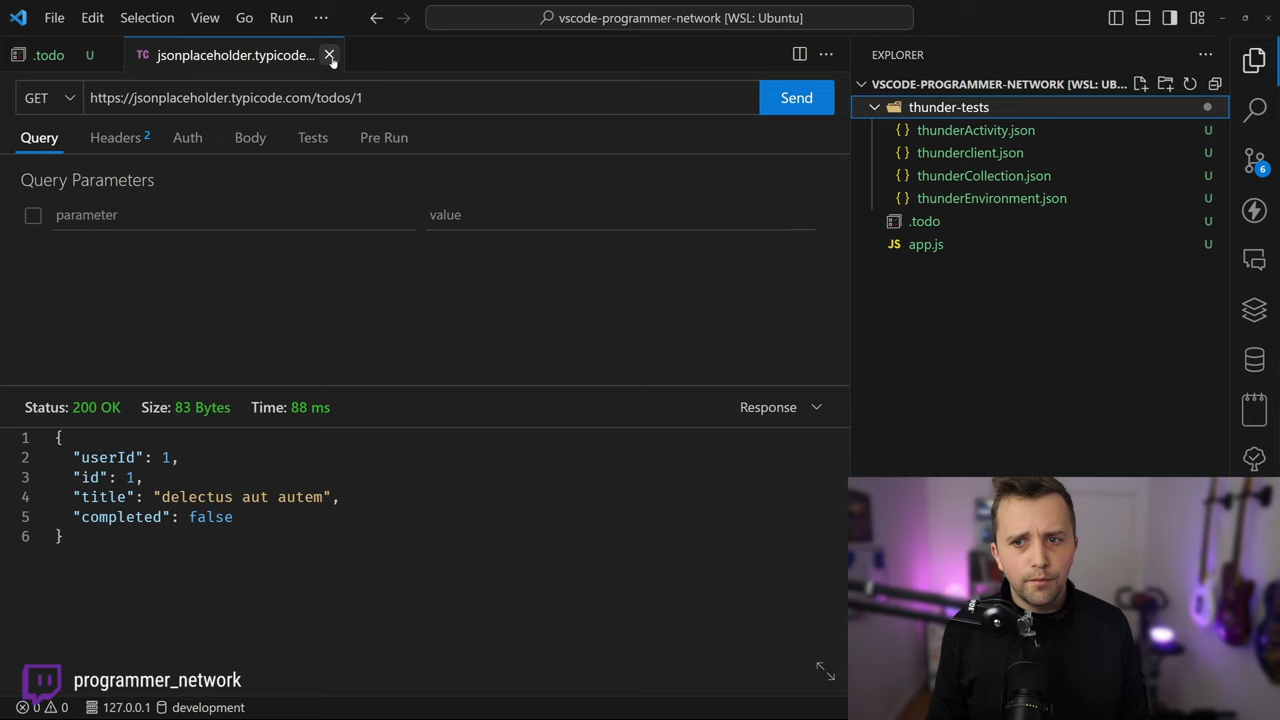 File Edit Selection View Go Run ··· vscode-programmer-network [WSL: Ubuntu]
.todo U TC jsonplaceholder.typicode...
EXPLORER
GET https://jsonplaceholder.typicode.com/todos/1 Send
Query Headers 2 Auth Body Tests Pre Run
Query Parameters
parameter value
Status: 200 OK Size: 83 Bytes Time: 88 ms Response
1 {
2 "userId": 1,
3 "id": 1,
4 "title": "delectus aut autem",
5 "completed": false
6 }
VSCODE-PROGRAMMER-NETWORK [WSL: UB...
thunder-tests
{} thunderActivity.json U
{} thunderclient.json U
{} thunderCollection.json U
{} thunderEnvironment.json U
.todo U
JS app.js U
6
programmer_network
0 0 127.0.0.1 development